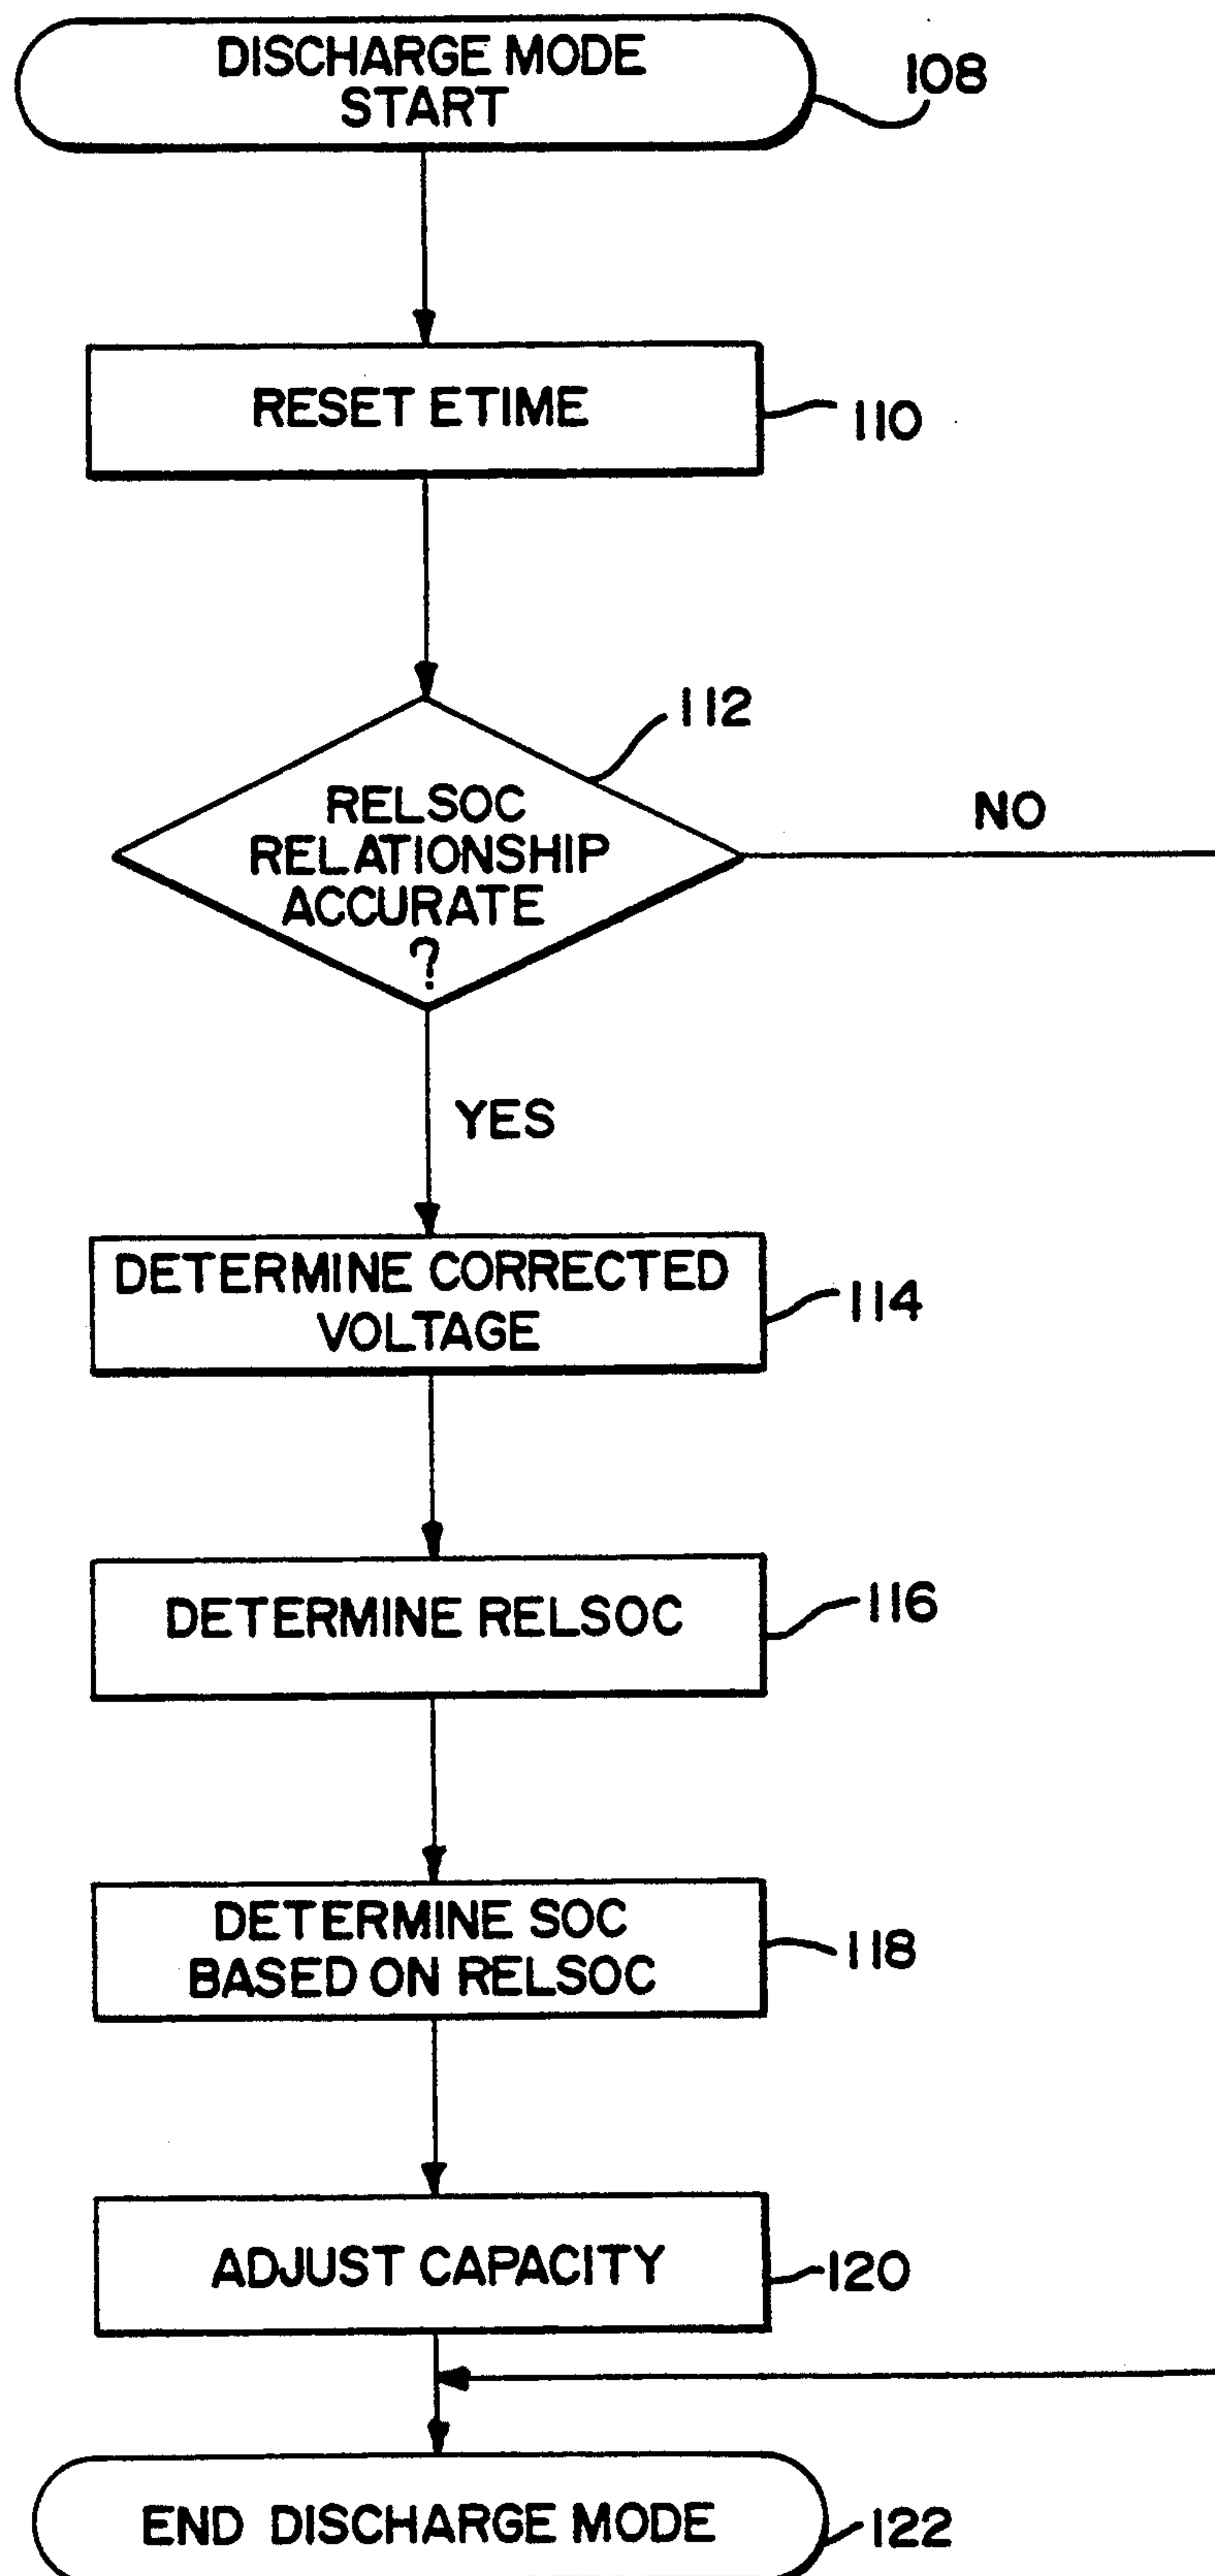 DISCHARGE MODE
START
108
RESET ETIME
110
112
RELSOC
RELATIONSHIP
ACCURATE
?
NO
YES
DETERMINE CORRECTED
VOLTAGE
114
DETERMINE RELSOC
116
DETERMINE SOC
BASED ON RELSOC
118
ADJUST CAPACITY
120
END DISCHARGE MODE
122